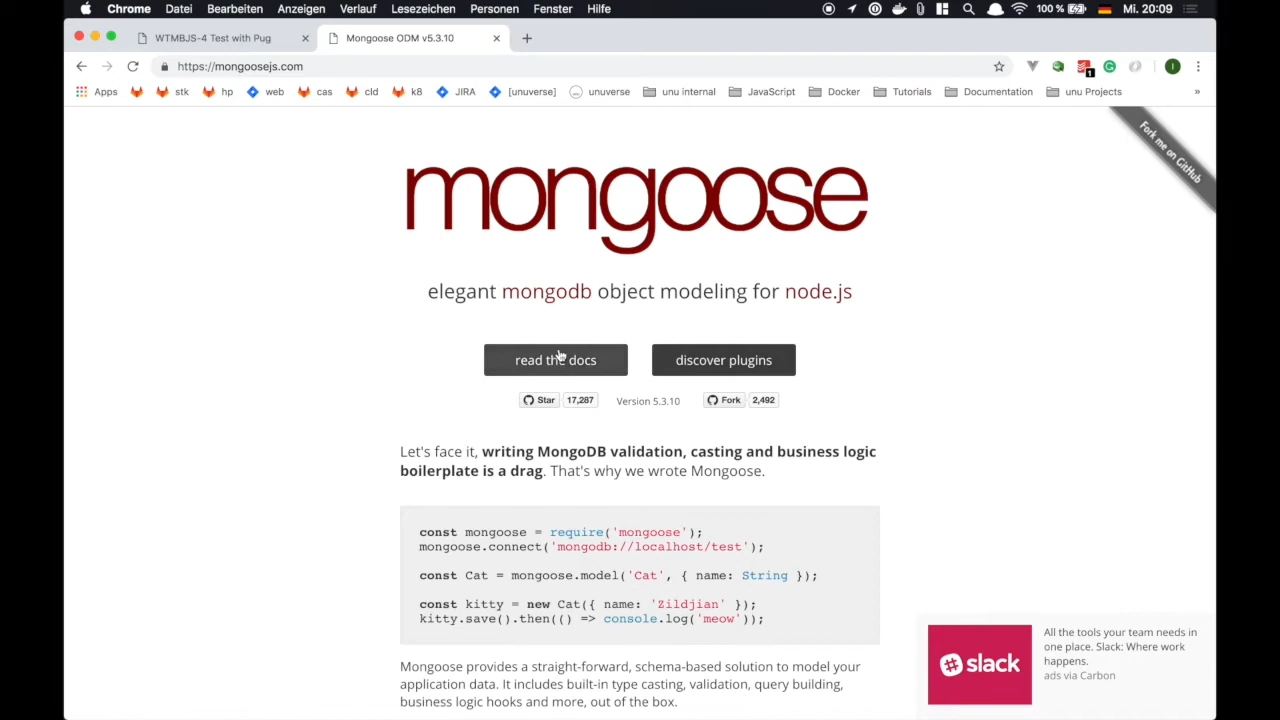 Chrome Datei Bearbeiten Anzeigen Verlauf Lesezeichen Personen Fenster Hilfe 100 % Mi. 20:09
WTMBJS-4 Test with Pug Mongoose ODM v5.3.10
https://mongoosejs.com
Apps stk hp web cas cld k8 JIRA [unuverse] unuverse unu internal JavaScript Docker Tutorials Documentation unu Projects »
Fork me on GitHub
mongoose
elegant mongodb object modeling for node.js
read the docs discover plugins
Star 17,287 Version 5.3.10 Fork 2,492
Let's face it, writing MongoDB validation, casting and business logic
boilerplate is a drag. That's why we wrote Mongoose.
const mongoose = require('mongoose');
mongoose.connect('mongodb://localhost/test');
const Cat = mongoose.model('Cat', { name: String });
const kitty = new Cat({ name: 'Zildjian' });
kitty.save().then(() => console.log('meow'));
Mongoose provides a straight-forward, schema-based solution to model your
application data. It includes built-in type casting, validation, query building,
business logic hooks and more, out of the box.
slack
All the tools your team needs in
one place. Slack: Where work
happens.
ads via Carbon